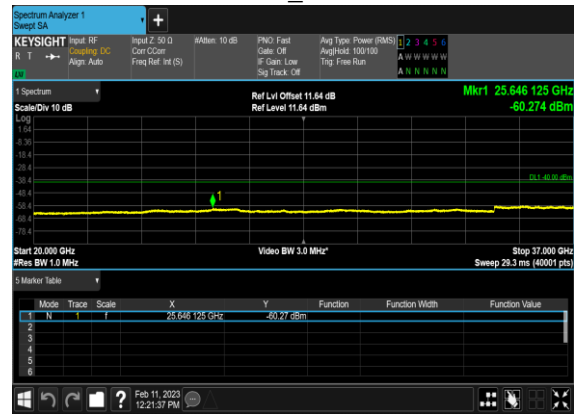 Spectrum Analyzer 1
Swept SA
+
KEYSIGHT Input: RF Input Z: 50 Ω #Atten: 10 dB PNO: Fast Avg Type: Power (RMS) 1 2 3 4 5 6
R T Coupling: DC Corr CCorr Gate: Off Avg|Hold: 100/100 A W W W W W
Align: Auto Freq Ref: Int (S) IF Gain: Low Trig: Free Run
Sig Track: Off A N N N N N
1 Spectrum Ref Lvl Offset 11.64 dB Mkr1 25.646 125 GHz
Scale/Div 10 dB Ref Level 11.64 dBm -60.274 dBm
Log
1.64
-8.36
-18.4
-28.4
-38.4 DL1 -40.00 dBm
-48.4
1
-58.4
-68.4
-78.4
Start 20.000 GHz Video BW 3.0 MHz* Stop 37.000 GHz
#Res BW 1.0 MHz Sweep 29.3 ms (40001 pts)
5 Marker Table
Mode Trace Scale X Y Function Function Width Function Value
1 N 1 f 25.646 125 GHz -60.27 dBm
2
3
4
5
6
? Feb 11, 2023
12:21:37 PM